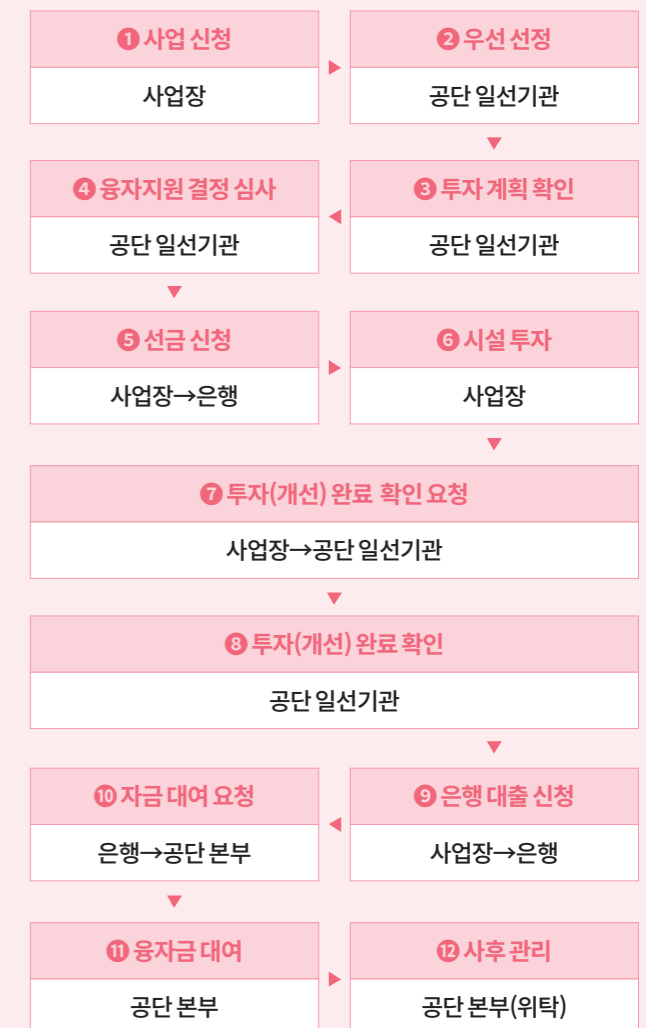 ❶ 사업 신청
사업장
▶
❷ 우선 선정
공단 일선기관
▼
❸ 투자 계획 확인
공단 일선기관
◀
❹ 융자지원 결정 심사
공단 일선기관
▼
❺ 선금 신청
사업장→은행
▶
❻ 시설 투자
사업장
▼
❼ 투자(개선) 완료 확인 요청
사업장→공단 일선기관
▼
❽ 투자(개선) 완료 확인
공단 일선기관
▼
❾ 은행 대출 신청
사업장→은행
◀
❿ 자금 대여 요청
은행→공단 본부
▼
⓫ 융자금 대여
공단 본부
▶
⓬ 사후 관리
공단 본부(위탁)